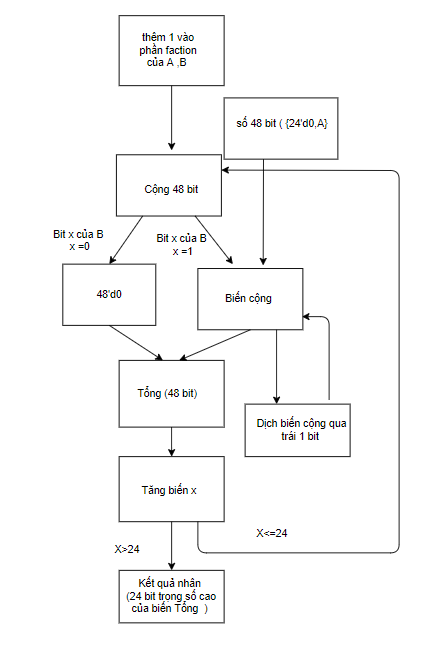 thêm 1 vào
phần faction
của A ,B
số 48 bit ( {24'd0,A}
Cộng 48 bit
Bit x của B
x =0
Bit x của B
x =1
48'd0
Biến cộng
Tổng (48 bit)
Dịch biến cộng qua
trái 1 bit
Tăng biến x
X>24
X<=24
Kết quả nhân
(24 bit trọng số cao
của biến Tổng )